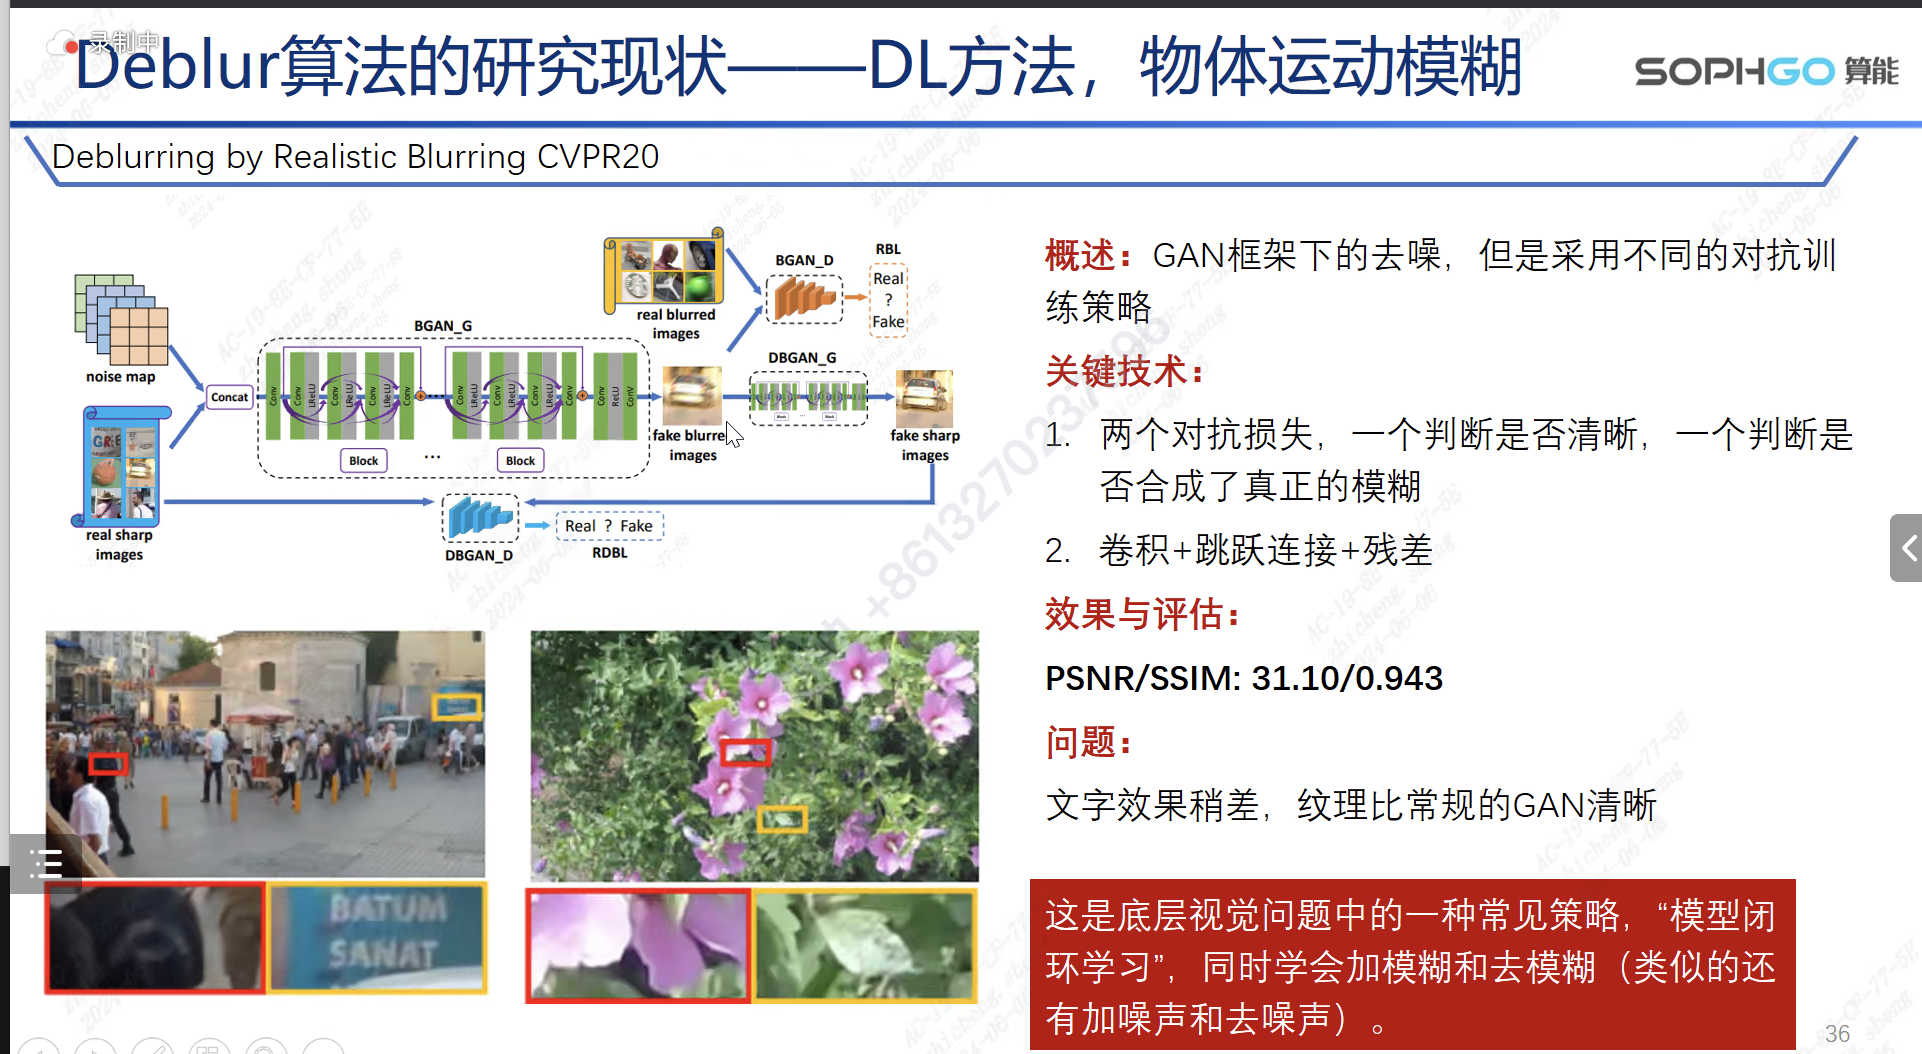 录制中
Deblur算法的研究现状——DL方法，物体运动模糊
SOPHGO 算能
Deblurring by Realistic Blurring CVPR20
noise map
real sharp
images
Concat
BGAN_G
Conv
Conv
LReLU
Conv
LReLU
Conv
LReLU
Conv
...
Conv
LReLU
Conv
LReLU
Conv
LReLU
Conv
Conv
ReLU
Conv
Block
...
Block
real blurred
images
BGAN_D
RBL
Real
?
Fake
fake blurre
images
DBGAN_G
Block
...
Block
fake sharp
images
DBGAN_D
Real ? Fake
RDBL
BATUM
SANAT
概述：GAN框架下的去噪，但是采用不同的对抗训
练策略
关键技术：
1. 两个对抗损失，一个判断是否清晰，一个判断是
否合成了真正的模糊
2. 卷积+跳跃连接+残差
效果与评估：
PSNR/SSIM: 31.10/0.943
问题：
文字效果稍差，纹理比常规的GAN清晰
这是底层视觉问题中的一种常见策略，“模型闭
环学习”，同时学会加模糊和去模糊（类似的还
有加噪声和去噪声）。
36